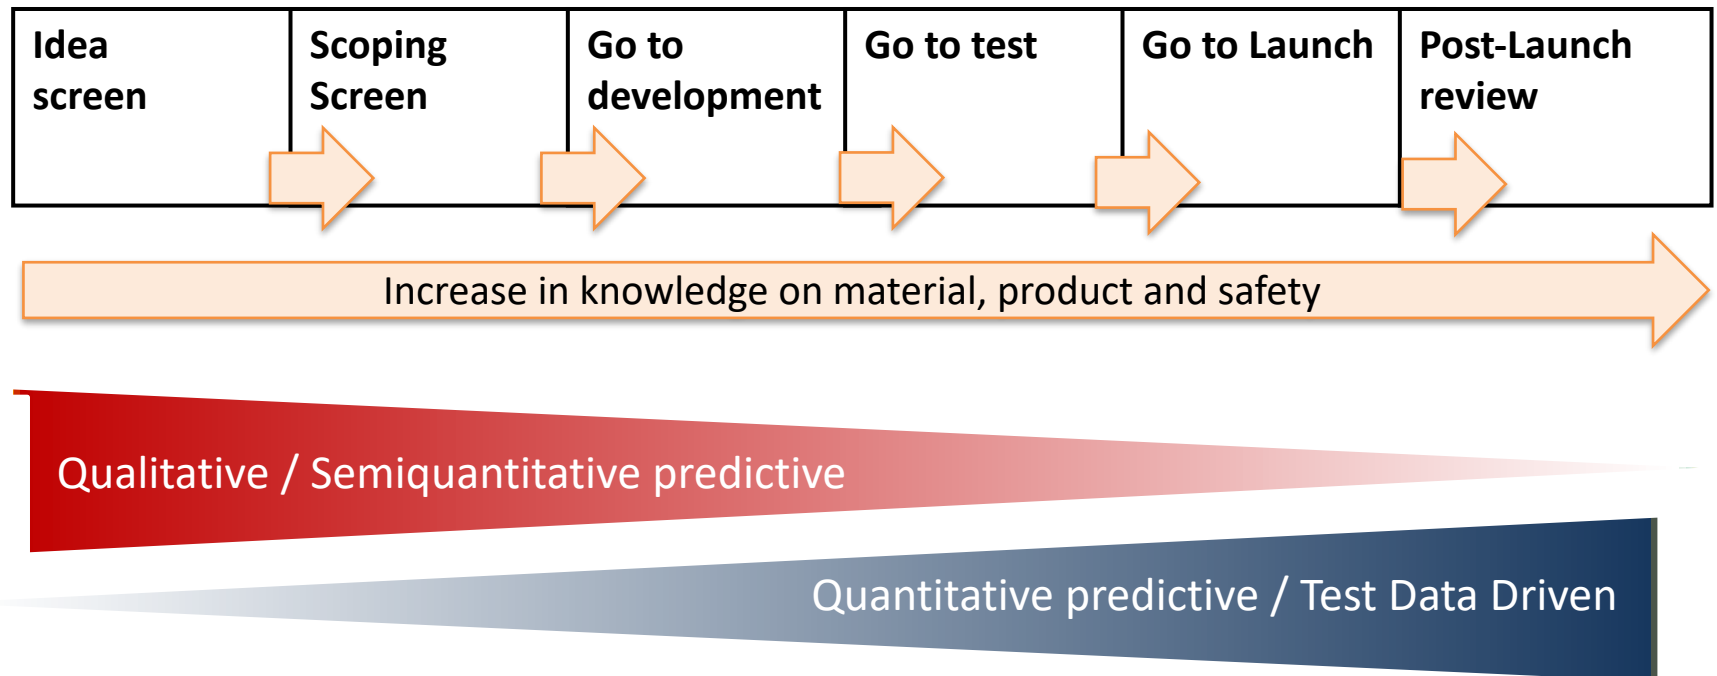 Idea
screen
Scoping
Screen
Go to
development
Go to test
Go to Launch
Post-Launch
review
Increase in knowledge on material, product and safety
Qualitative / Semiquantitative predictive
Quantitative predictive / Test Data Driven